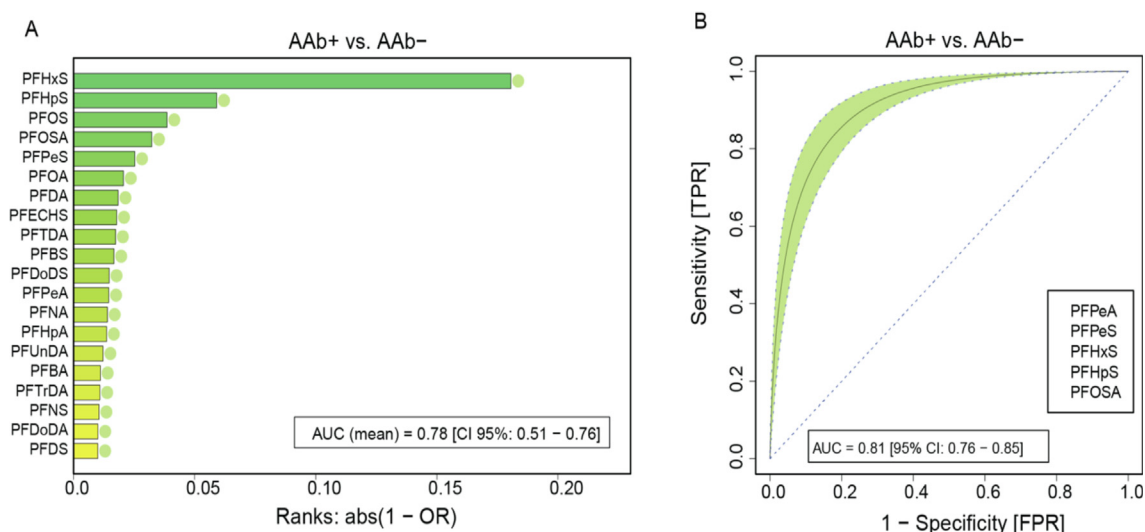 A
AAb+ vs. AAb−
PFHxS
PFHpS
PFOS
PFOSA
PFPeS
PFOA
PFDA
PFECHS
PFTDA
PFBS
PFDoDS
PFPeA
PFNA
PFHpA
PFUnDA
PFBA
PFTrDA
PFNS
PFDoDA
PFDS
AUC (mean) = 0.78 [CI 95%: 0.51 − 0.76]
0.0
0.05
0.10
0.15
0.20
Ranks: abs(1 − OR)
B
AAb+ vs. AAb−
Sensitivity [TPR]
1.0
0.8
0.6
0.4
0.2
0.0
PFPeA
PFPeS
PFHxS
PFHpS
PFOSA
AUC = 0.81 [95% CI: 0.76 − 0.85]
0.0
0.2
0.4
0.6
0.8
1.0
1 − Specificity [FPR]